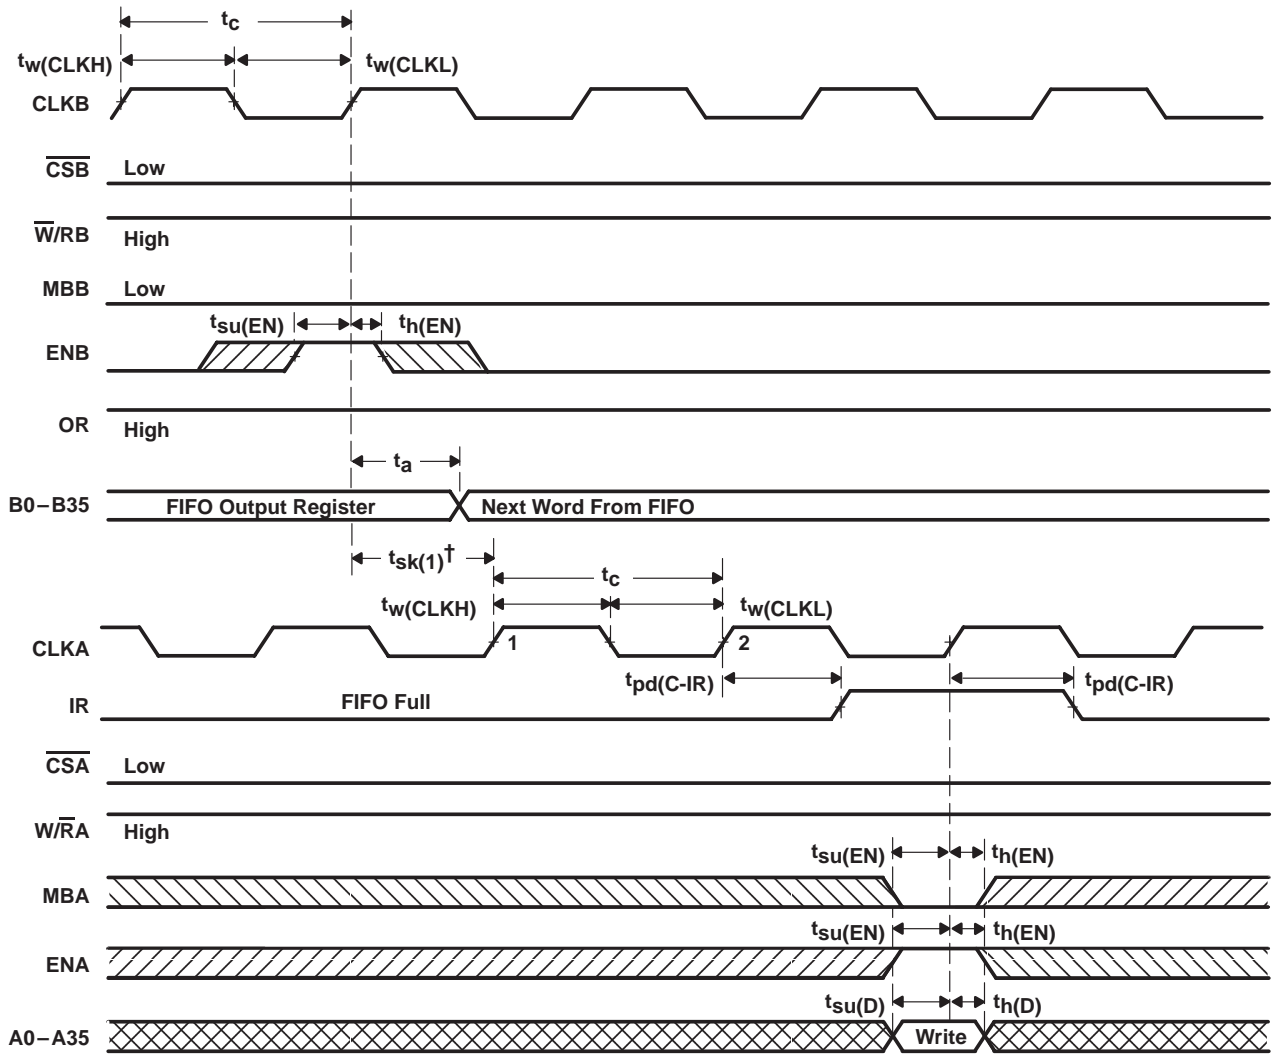 tc
tw(CLKH)
tw(CLKL)
CLKB
CSB
Low
W/RB
High
MBB
Low
tsu(EN)
th(EN)
ENB
OR
High
ta
B0–B35
FIFO Output Register
Next Word From FIFO
tsk(1)†
tc
tw(CLKH)
tw(CLKL)
CLKA
1
2
tpd(C-IR)
tpd(C-IR)
IR
FIFO Full
CSA
Low
W/RA
High
tsu(EN)
th(EN)
MBA
tsu(EN)
th(EN)
ENA
tsu(D)
th(D)
A0–A35
Write